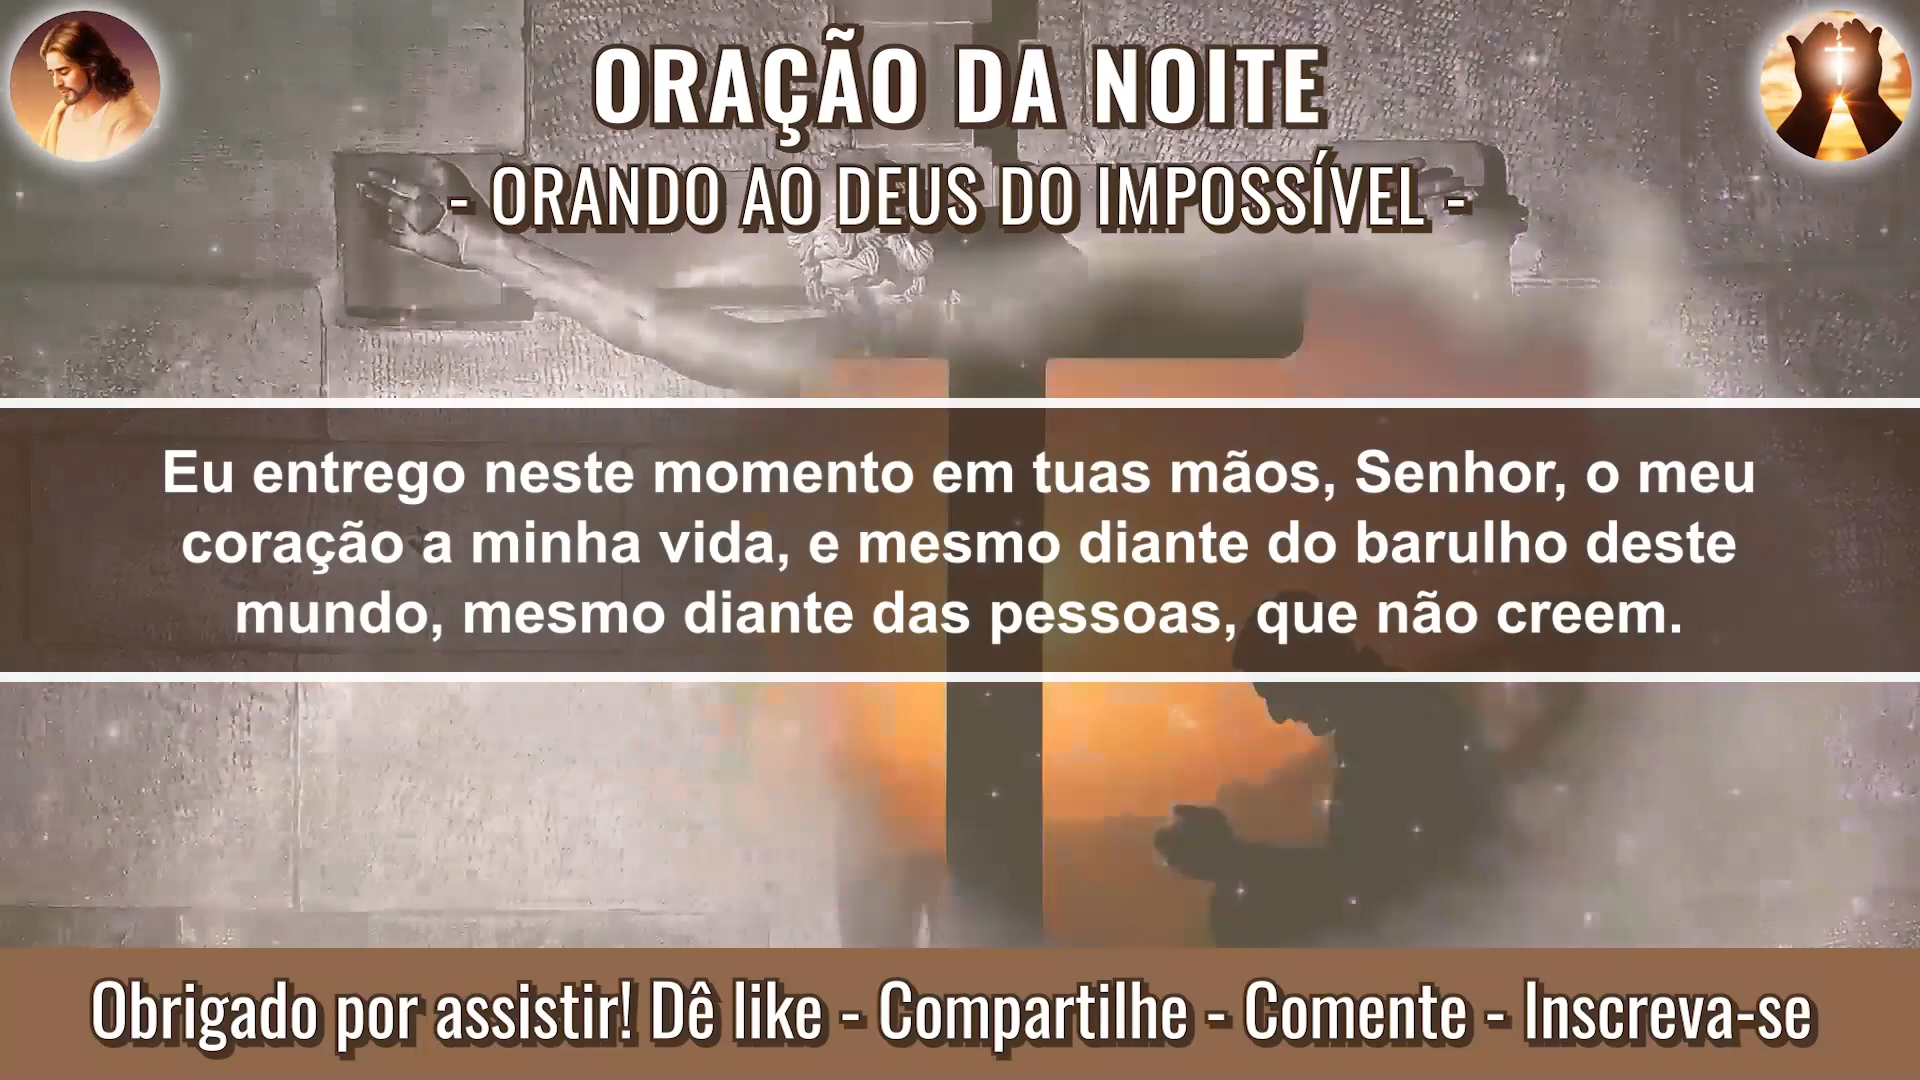 ORAÇÃO DA NOITE
- ORANDO AO DEUS DO IMPOSSÍVEL -
Eu entrego neste momento em tuas mãos, Senhor, o meu
coração a minha vida, e mesmo diante do barulho deste
mundo, mesmo diante das pessoas, que não creem.
Obrigado por assistir! Dê like - Compartilhe - Comente - Inscreva-se